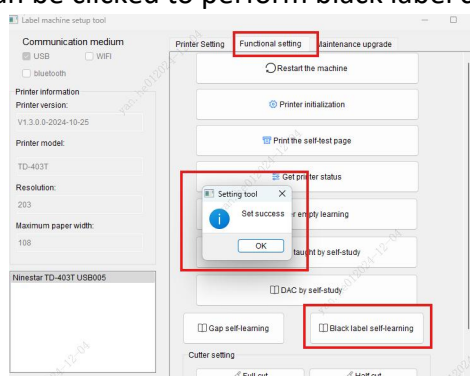 an be clicked to perform black label
Label machine setup tool
Communication medium
USB
WIFI
bluetooth
Printer information
Printer version:
V1.3.0.0-2024-10-25
Printer model:
TD-403T
Resolution:
203
Maximum paper width:
108
Ninestar TD-403T USB005
Printer Setting
Functional setting
Maintenance upgrade
Restart the machine
Printer initialization
Print the self-test page
Get printer status
Setting tool
Set success
OK
er empty learning
taught by self-study
DAC by self-study
Gap self-learning
Black label self-learning
Cutter setting
Full cut
Half cut